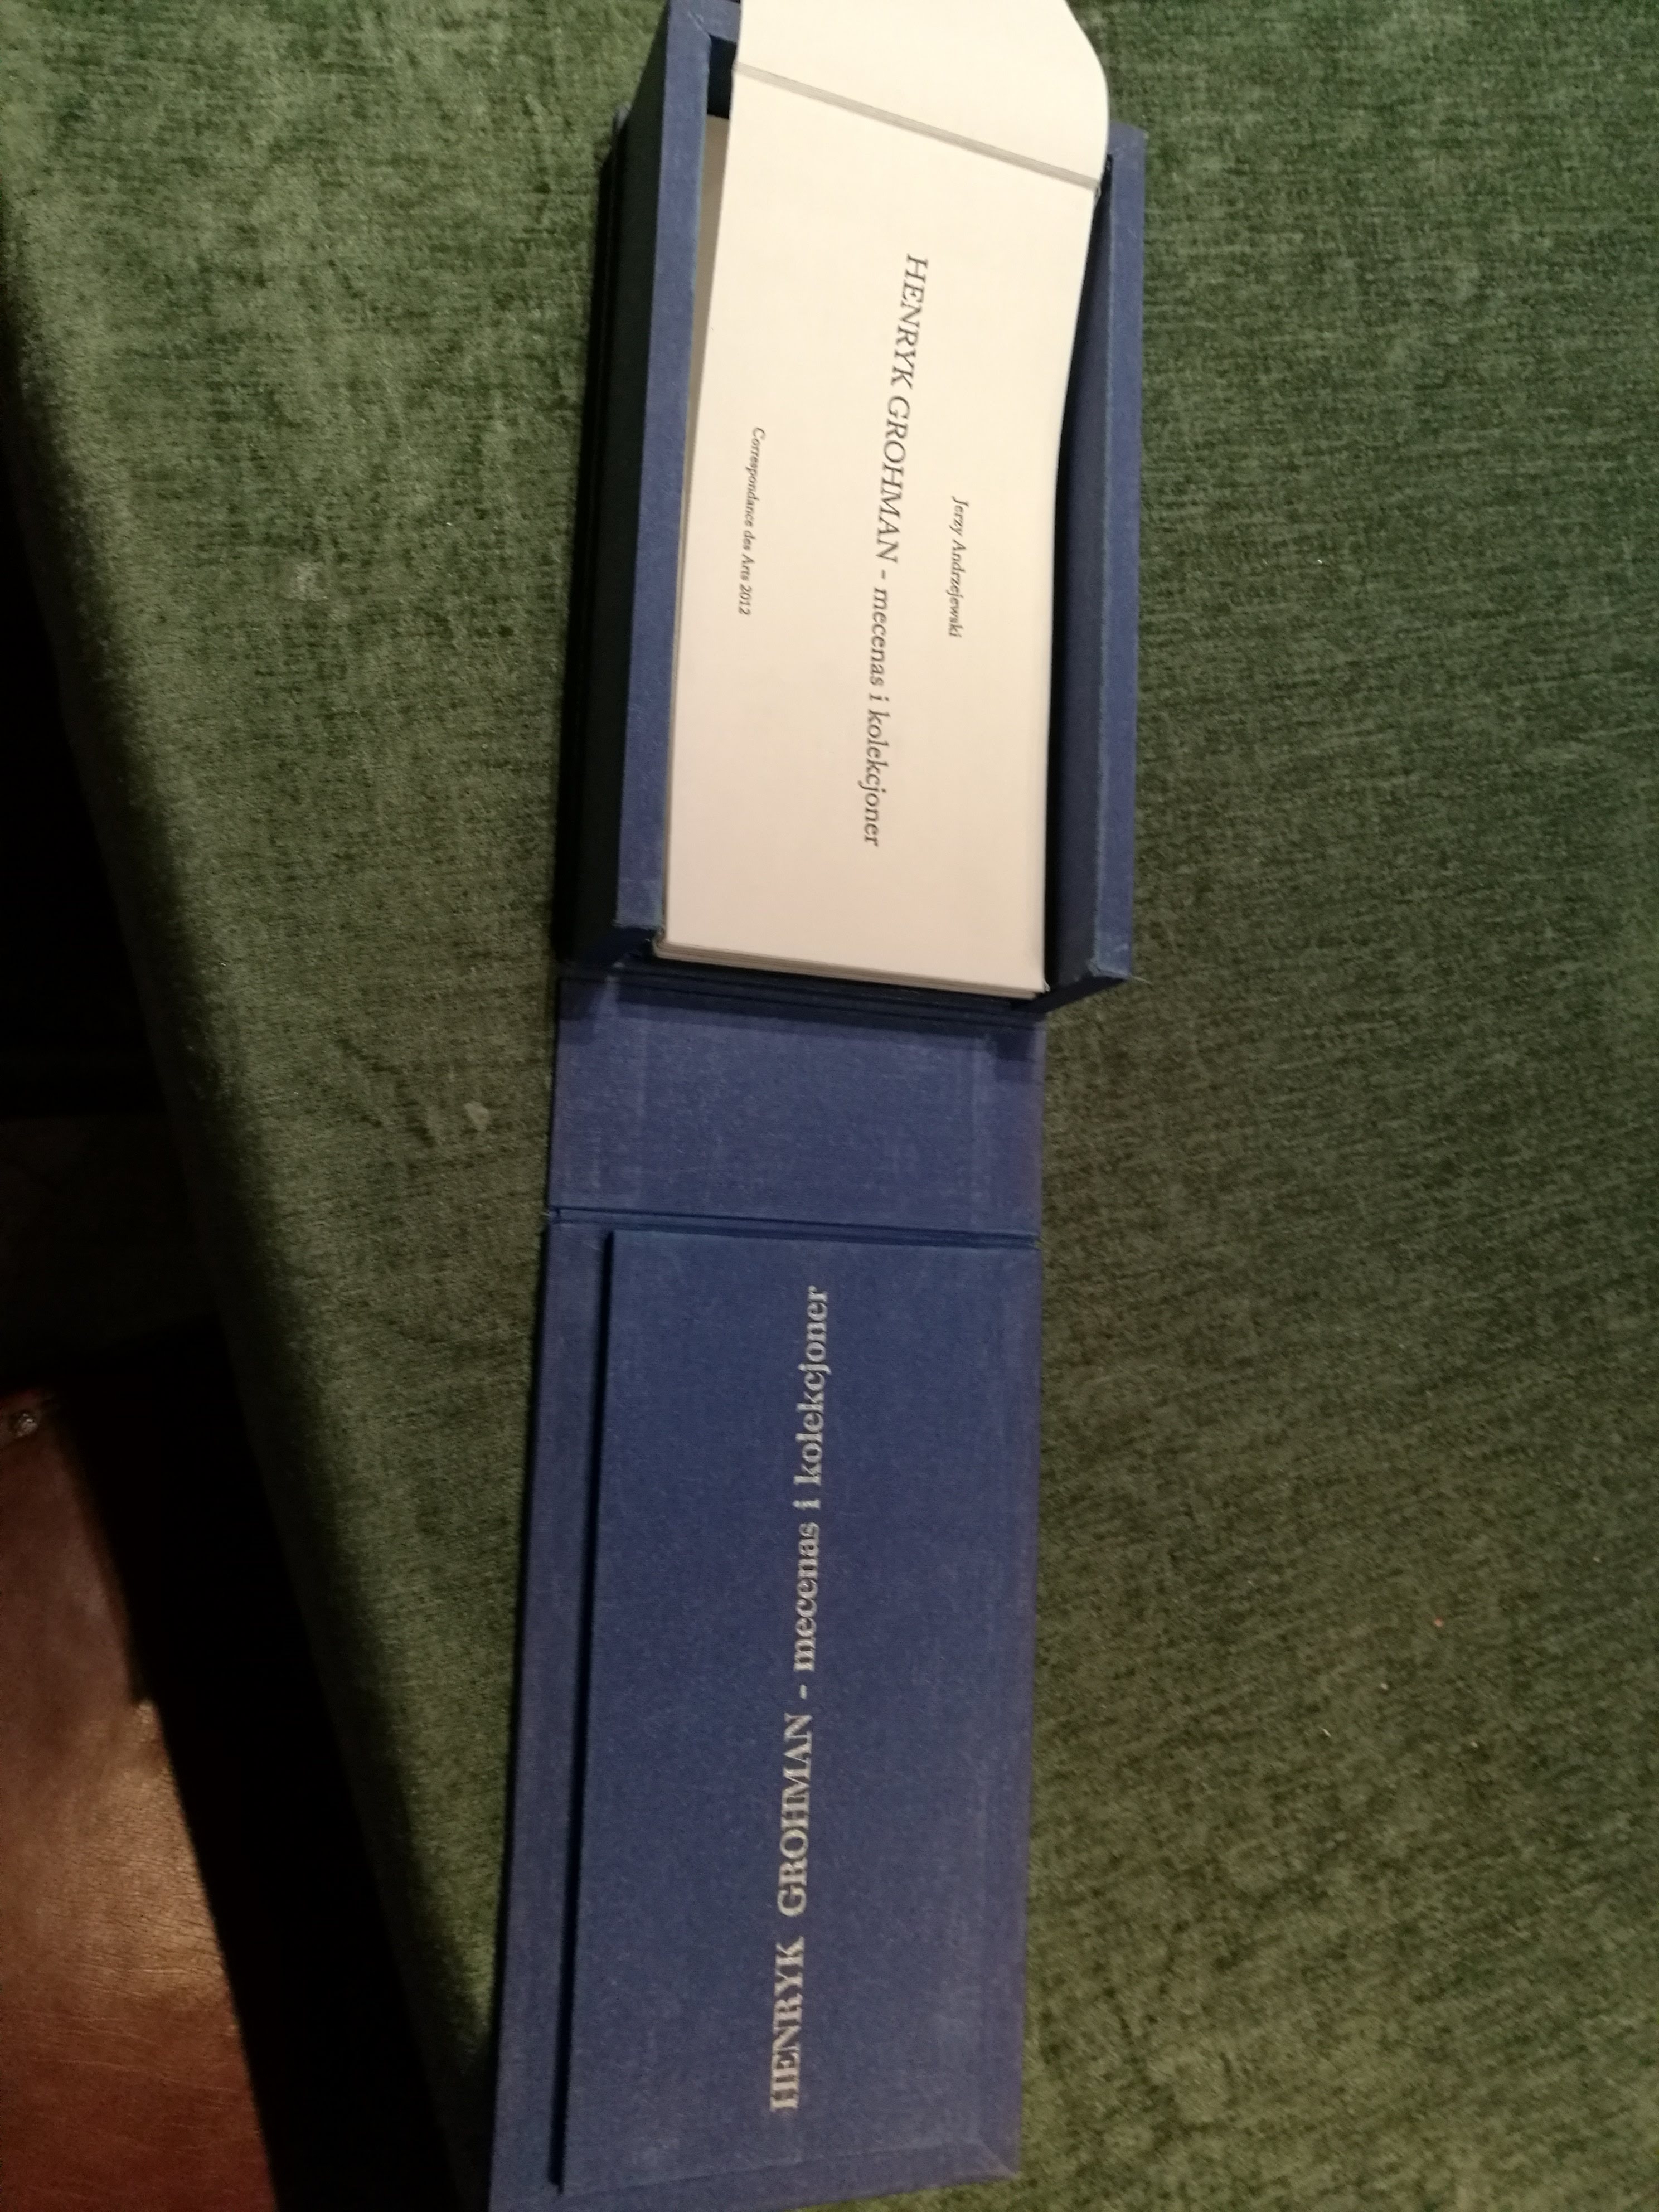 Jerzy Andrzejewski
HENRYK GROHMAN - mecenas i kolekcjoner
Correspondance des Arts 2012
HENRYK GROHMAN - mecenas i kolekcjoner